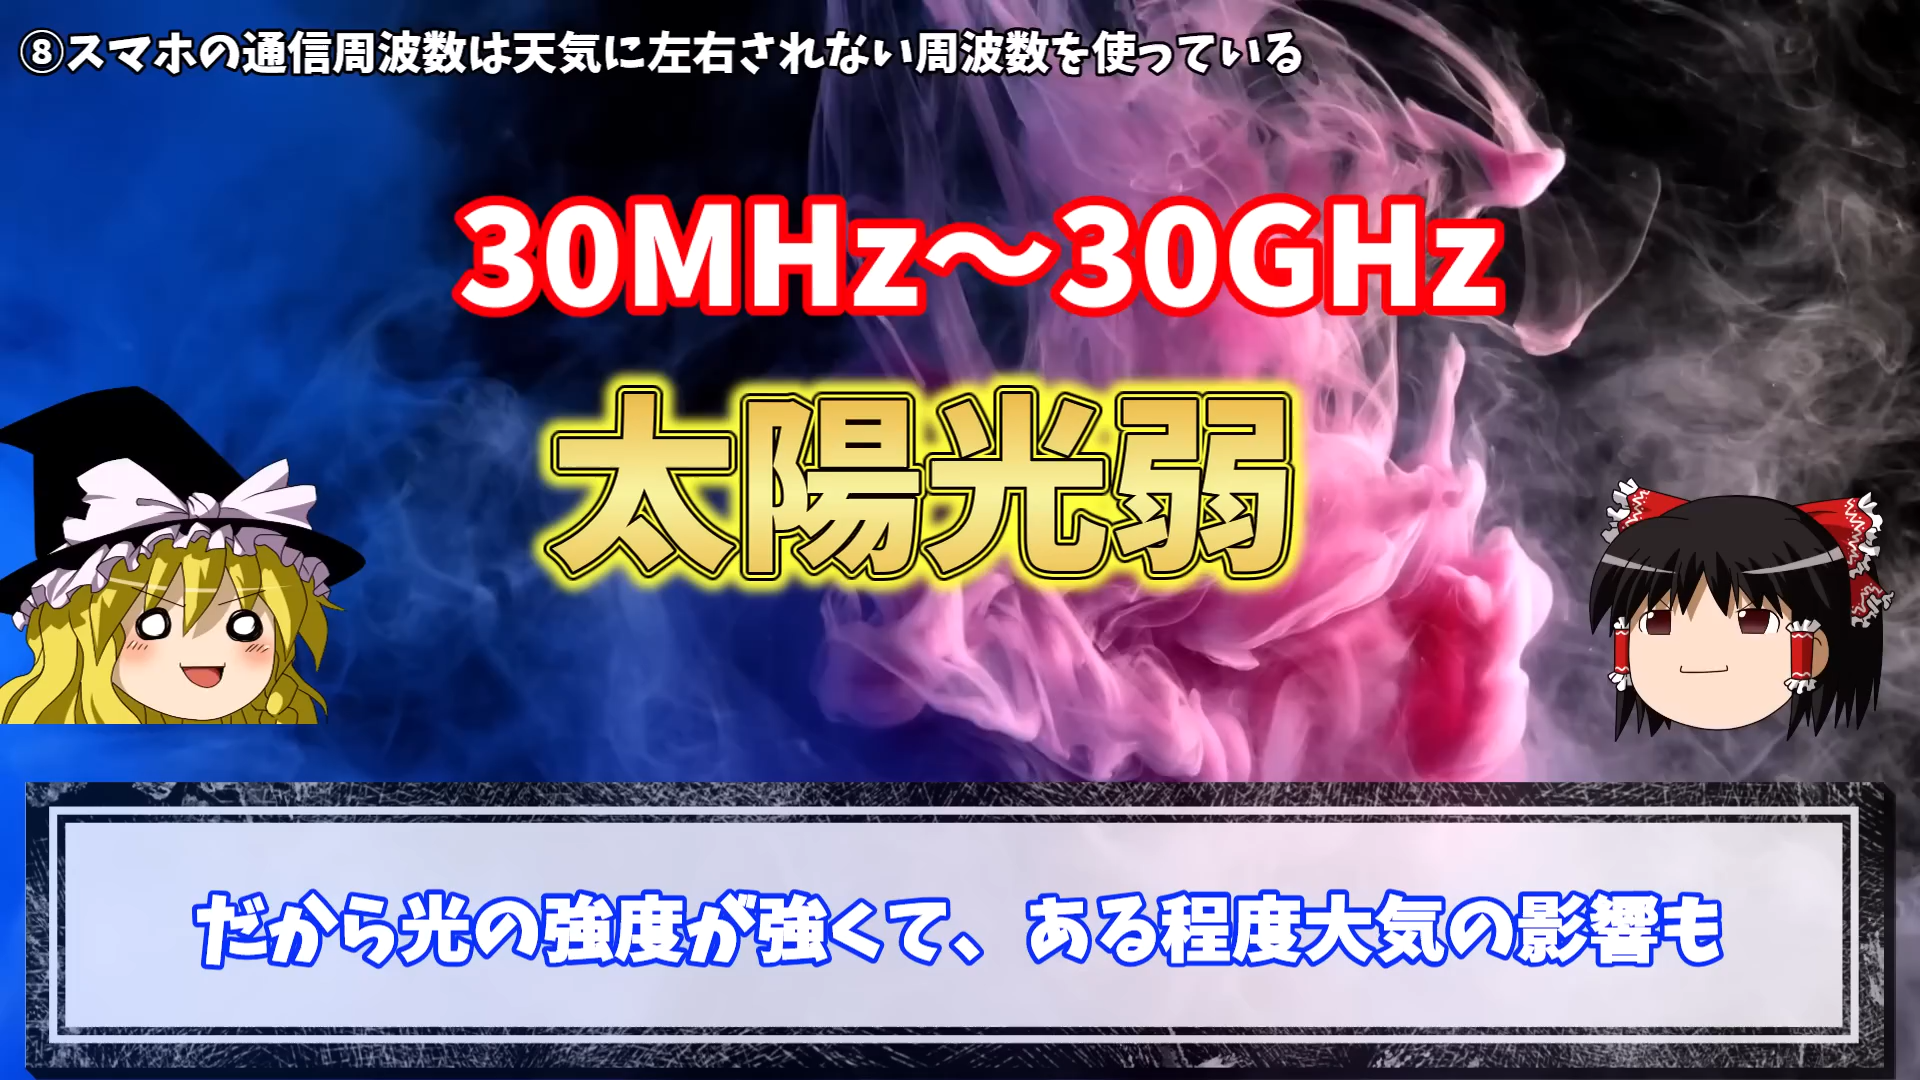 ⑧スマホの通信周波数は天気に左右されない周波数を使っている
30MHz～30GHz
太陽光弱
だから光の強度が強くて、ある程度大気の影響も